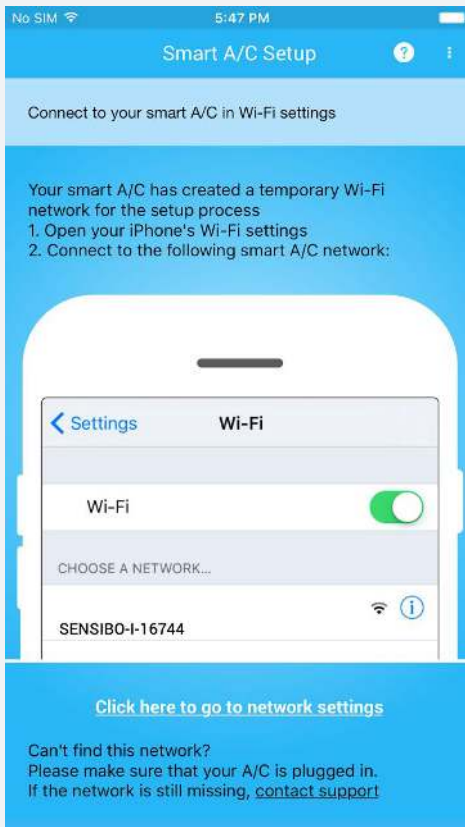 No SIM 5:47 PM
Smart A/C Setup ?
Connect to your smart A/C in Wi-Fi settings
Your smart A/C has created a temporary Wi-Fi
network for the setup process
1. Open your iPhone's Wi-Fi settings
2. Connect to the following smart A/C network:
Settings Wi-Fi
Wi-Fi
CHOOSE A NETWORK...
SENSIBO-I-16744
Click here to go to network settings
Can't find this network?
Please make sure that your A/C is plugged in.
If the network is still missing, contact support